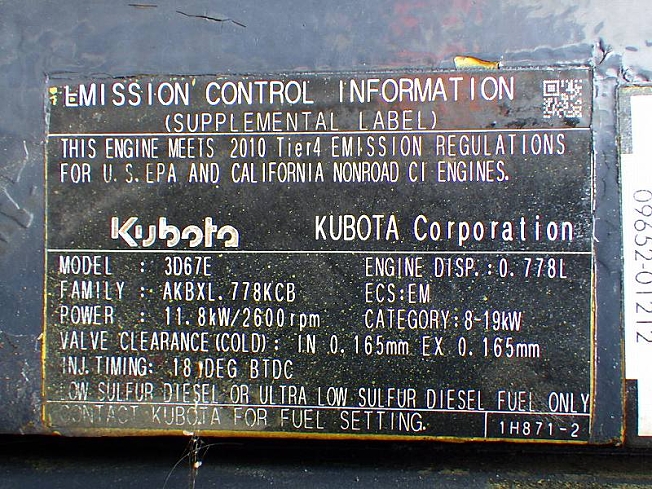 EMISSION CONTROL INFORMATION
(SUPPLEMENTAL LABEL)
THIS ENGINE MEETS 2010 Tier4 EMISSION REGULATIONS
FOR U.S.EPA AND CALIFORNIA NONROAD CI ENGINES.
Kubota KUBOTA Corporation
MODEL : 3D67E ENGINE DISP.:0.778L
FAMILY : AKBXL.778KCB ECS:EM
POWER : 11.8kW/2600rpm CATEGORY:8-19kW
VALVE CLEARANCE(COLD): IN 0.165mm EX 0.165mm
INJ.TIMING: 18 DEG BTDC
LOW SULFUR DIESEL OR ULTRA LOW SULFUR DIESEL FUEL ONLY
CONTACT KUBOTA FOR FUEL SETTING.
1H871-2
09652-01212